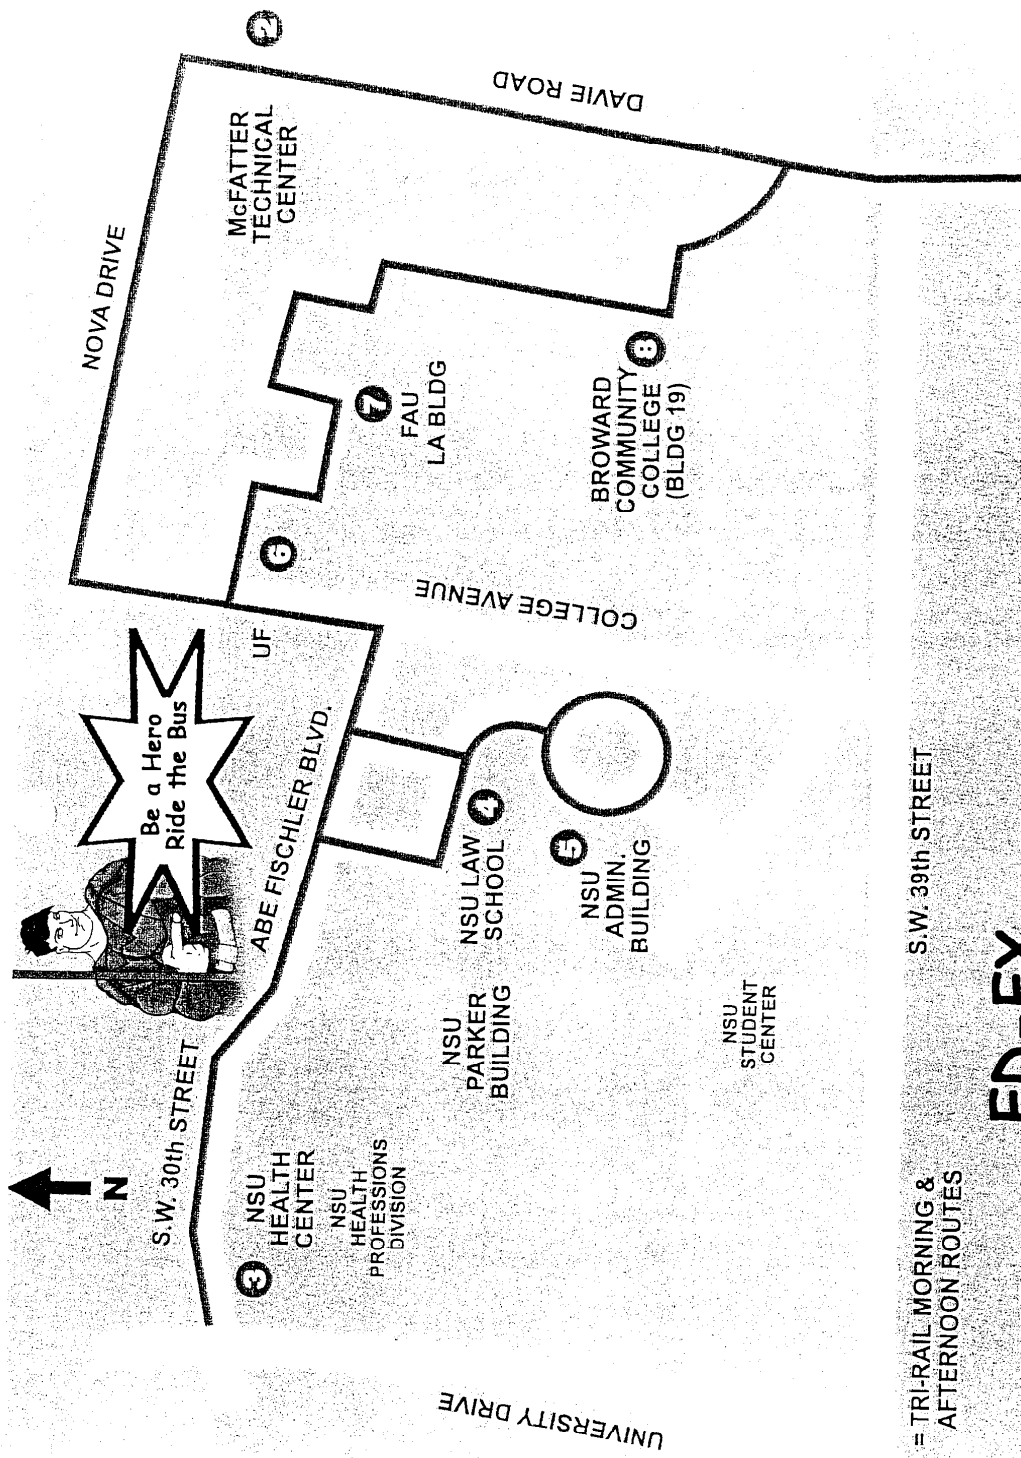 2
DAVIE ROAD
McFATTER
TECHNICAL
CENTER
NOVA DRIVE
7
FAU
LA BLDG
8
BROWARD
COMMUNITY
COLLEGE
(BLDG 19)
6
COLLEGE AVENUE
UF
Be a Hero
Ride the Bus
ABE FISCHLER BLVD.
4
NSU LAW
SCHOOL
5
NSU
ADMIN.
BUILDING
NSU
PARKER
BUILDING
NSU
STUDENT
CENTER
S.W. 39th STREET
S.W. 30th STREET
N
3
NSU
HEALTH
CENTER
NSU
HEALTH
PROFESSIONS
DIVISION
UNIVERSITY DRIVE
= TRI-RAIL MORNING &
AFTERNOON ROUTES